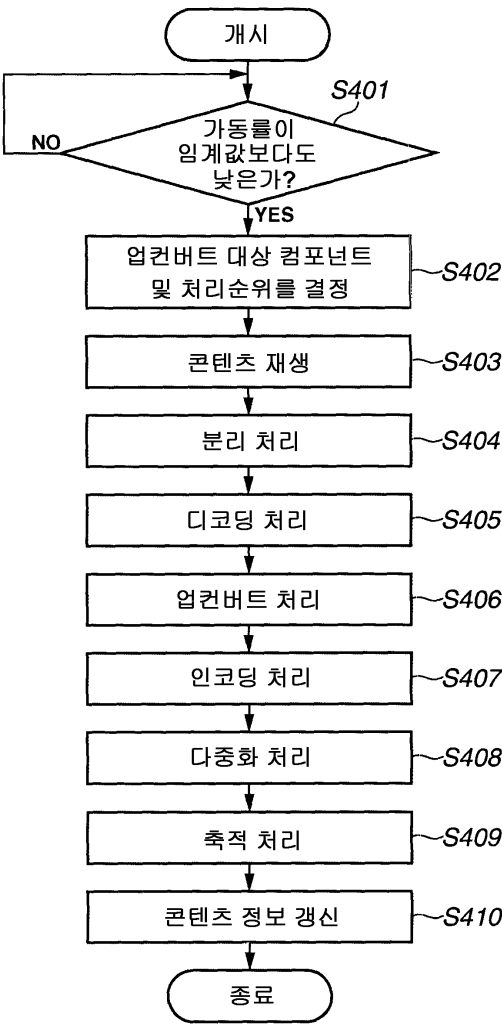 개시
S401
가동률이
임계값보다도
낮은가?
NO
YES
업컨버트 대상 컴포넌트
및 처리순위를 결정
S402
콘텐츠 재생
S403
분리 처리
S404
디코딩 처리
S405
업컨버트 처리
S406
인코딩 처리
S407
다중화 처리
S408
축적 처리
S409
콘텐츠 정보 갱신
S410
종료